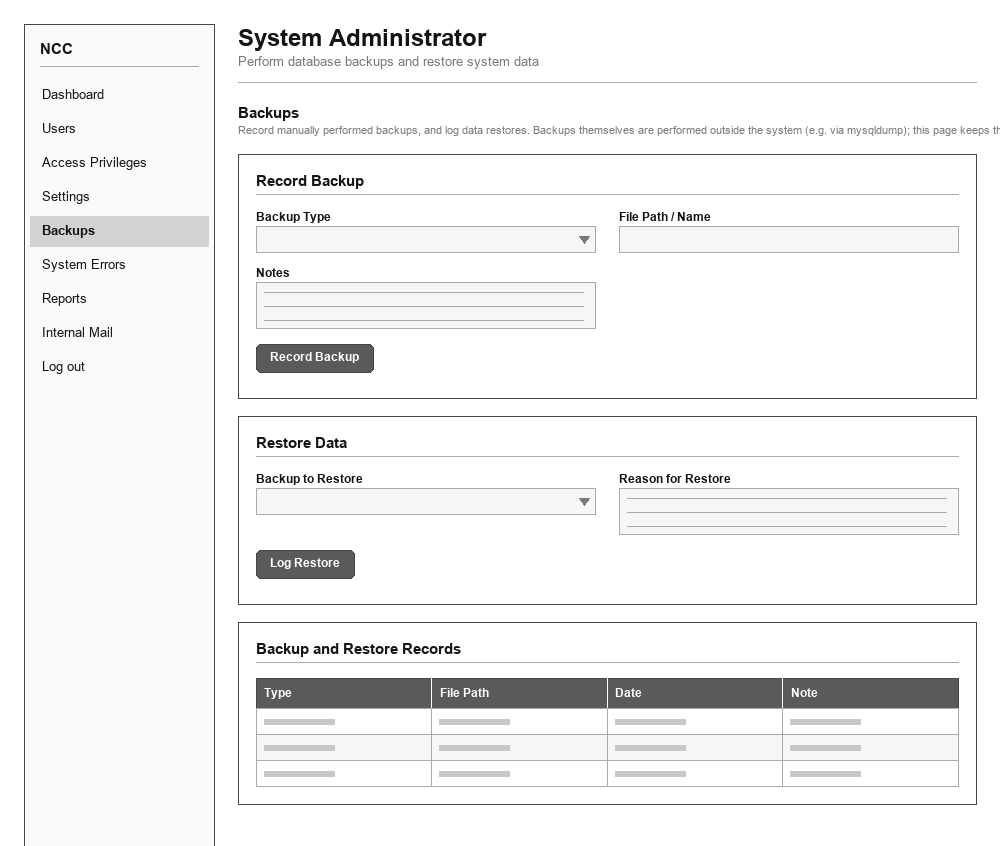 NCC
Dashboard
Users
Access Privileges
Settings
Backups
System Errors
Reports
Internal Mail
Log out
System Administrator
Perform database backups and restore system data
Backups
Record manually performed backups, and log data restores. Backups themselves are performed outside the system (e.g. via mysqldump); this page keeps
Record Backup
Backup Type
File Path / Name
Notes
Record Backup
Restore Data
Backup to Restore
Reason for Restore
Log Restore
Backup and Restore Records
Type File Path Date Note